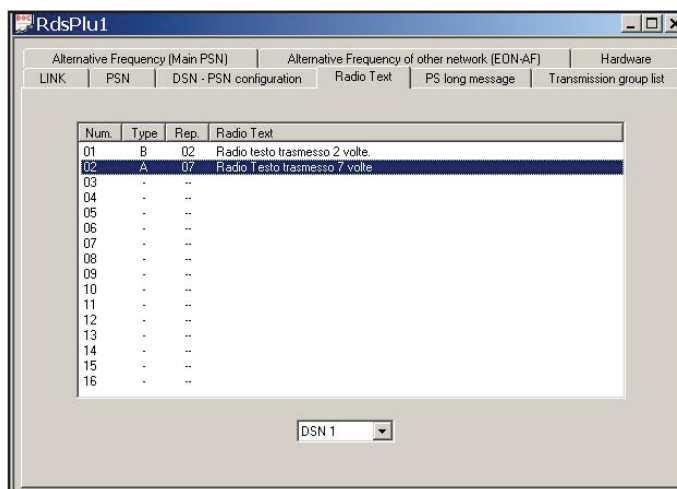 RdsPlu1
Alternative Frequency (Main PSN) Alternative Frequency of other network (EON-AF) Hardware
LINK PSN DSN - PSN configuration Radio Text PS long message Transmission group list
Num. Type Rep. Radio Text
01 B 02 Radio testo trasmesso 2 volte.
02 A 07 Radio Testo trasmesso 7 volte
03 - --
04 - --
05 - --
06 - --
07 - --
08 - --
09 - --
10 - --
11 - --
12 - --
13 - --
14 - --
15 - --
16 - --
DSN 1